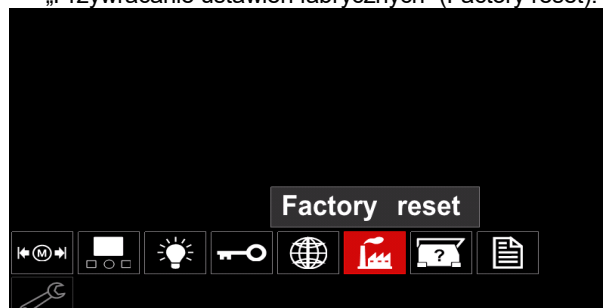 „Przywracanie ustawień fabrycznych” (Factory reset).
Factory reset
M
?